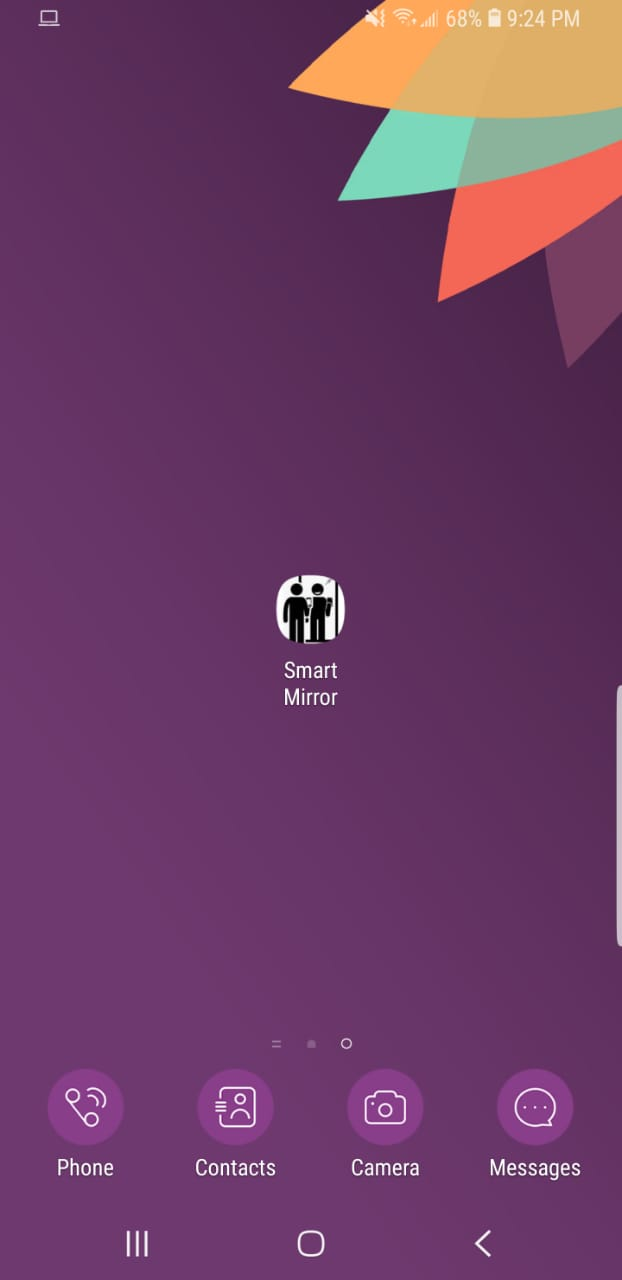 68% 9:24 PM
Smart
Mirror
Phone Contacts Camera Messages